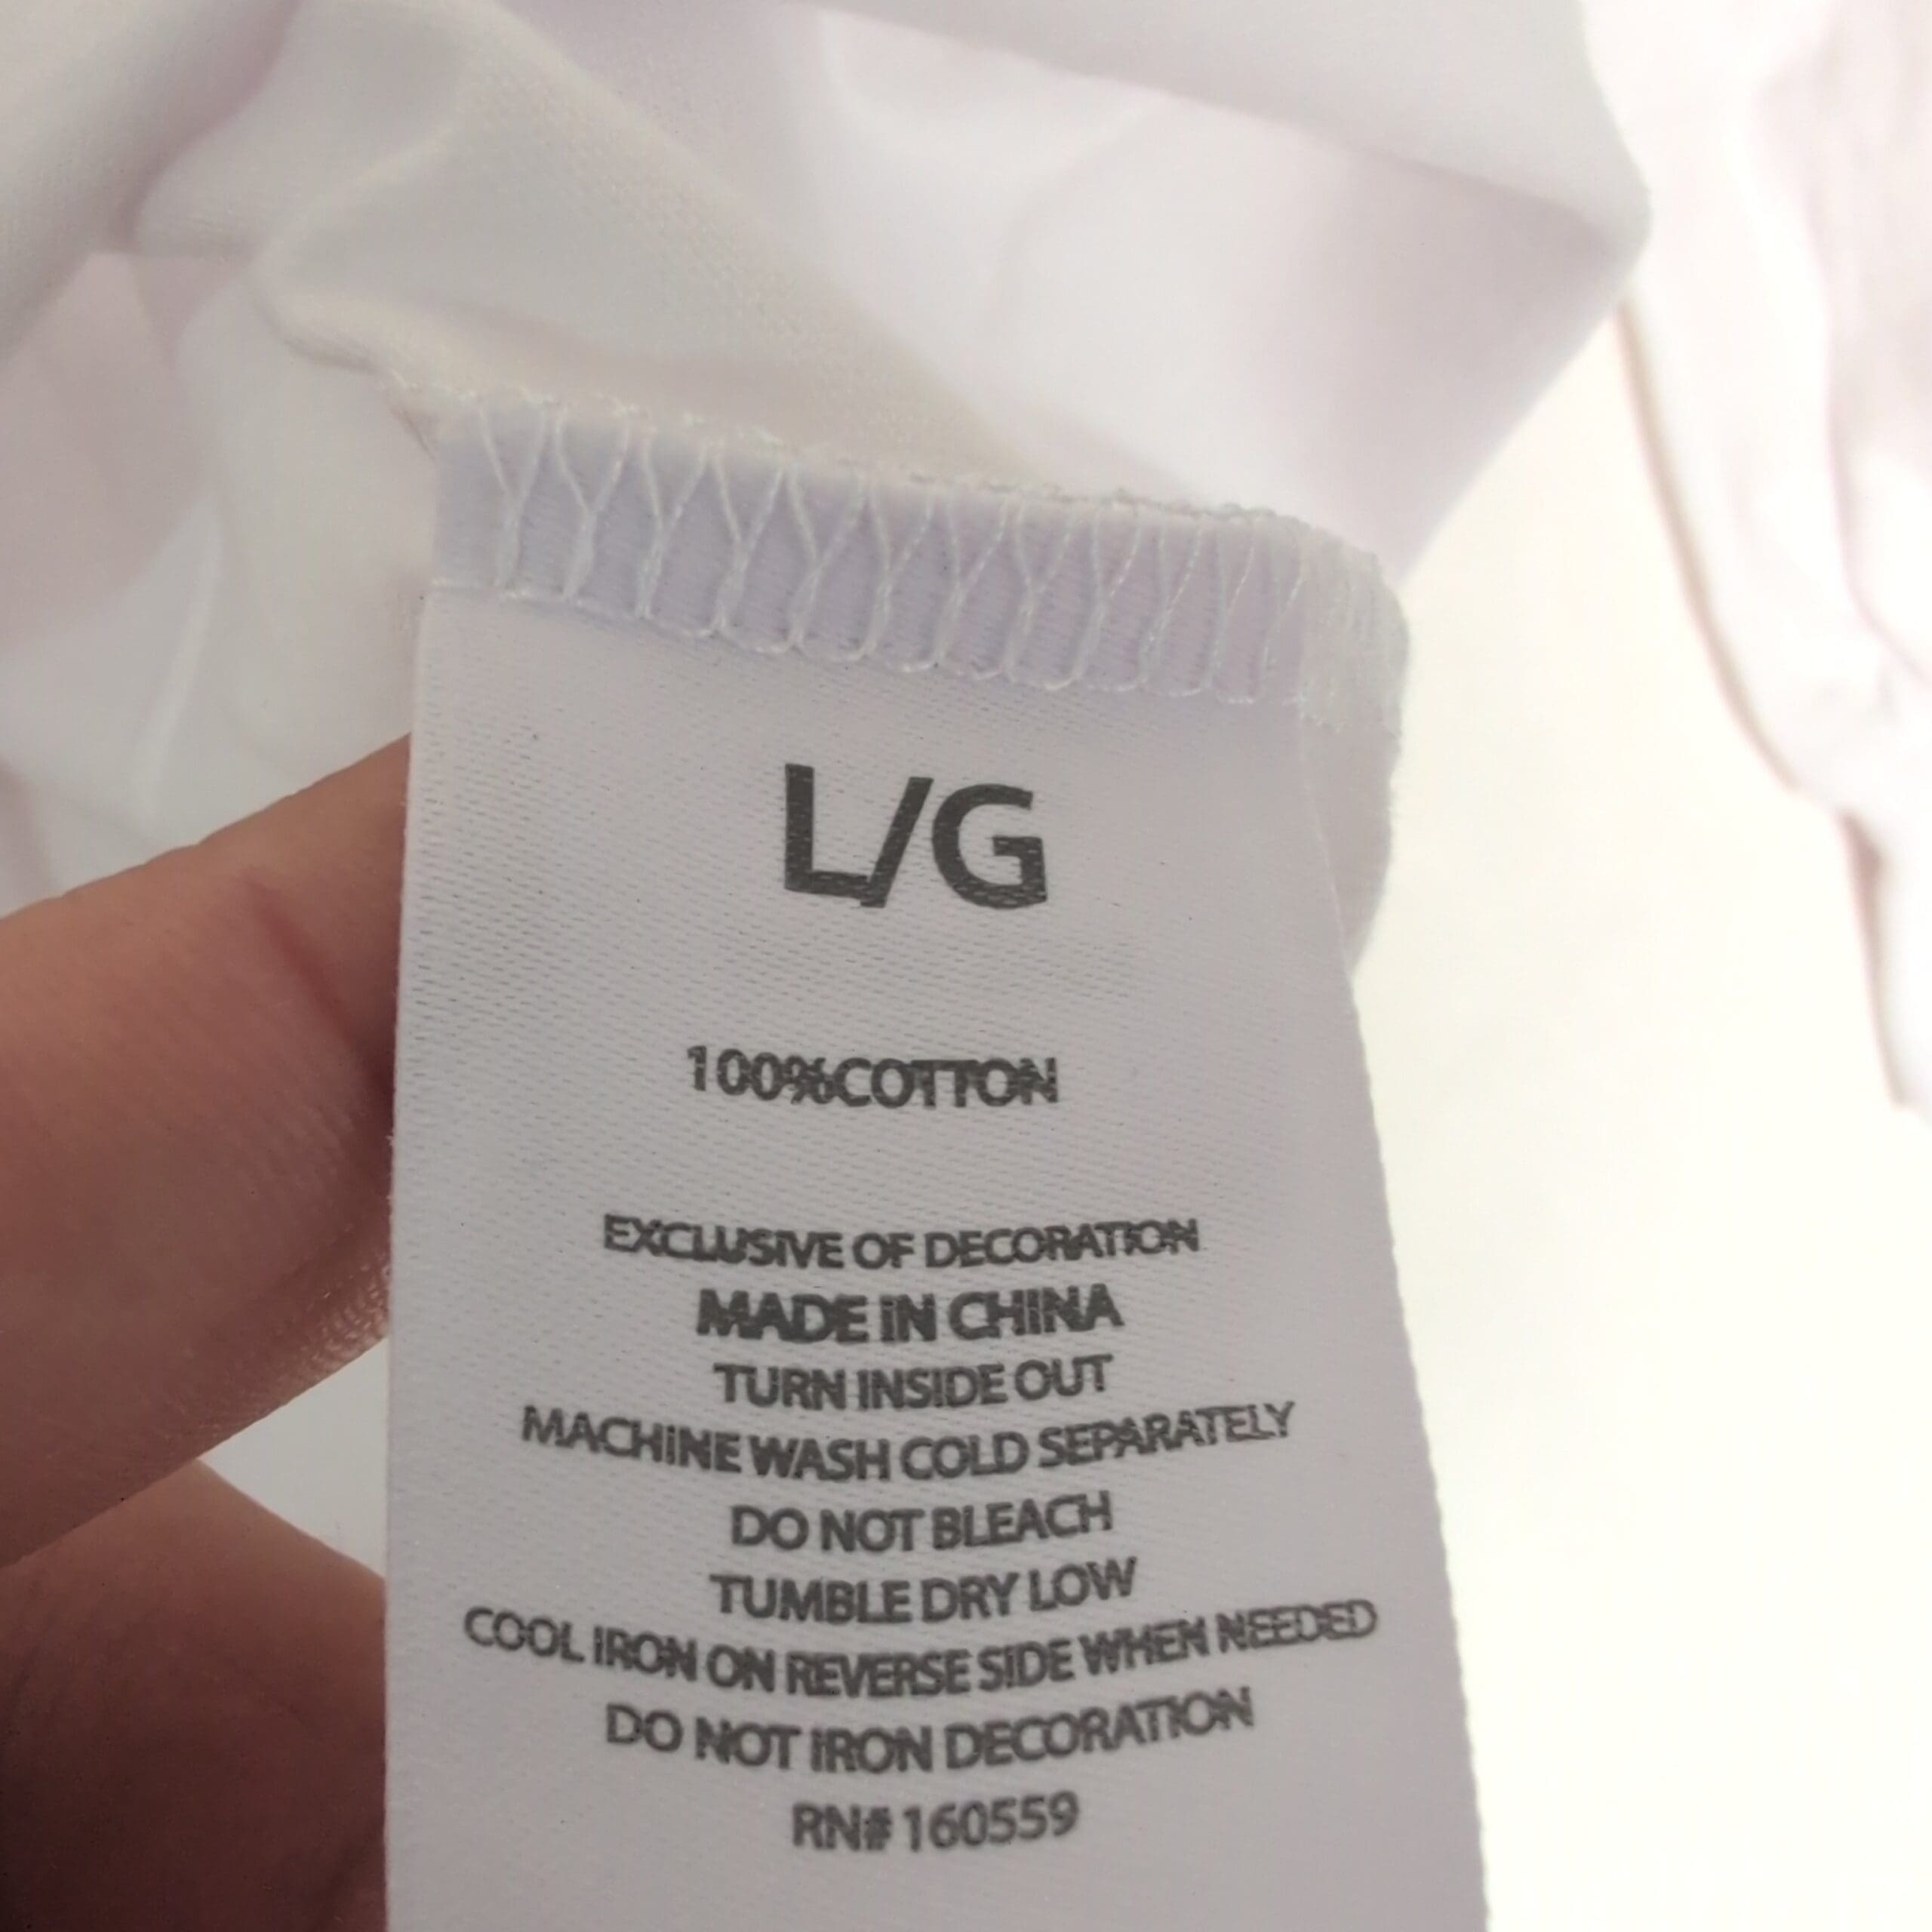 L/G
100%COTTON
EXCLUSIVE OF DECORATION
MADE IN CHINA
TURN INSIDE OUT
MACHINE WASH COLD SEPARATELY
DO NOT BLEACH
TUMBLE DRY LOW
COOL IRON ON REVERSE SIDE WHEN NEEDED
DO NOT IRON DECORATION
RN# 160559